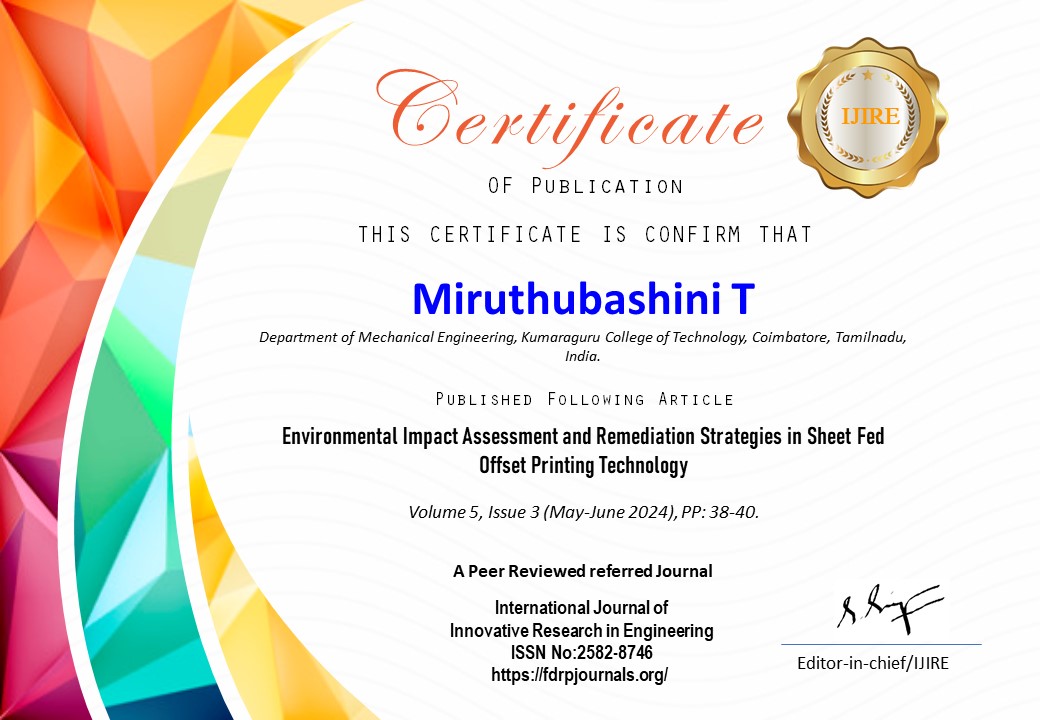 Certificate
IJIRE
OF PUBLICATION
THIS CERTIFICATE IS CONFIRM THAT
Miruthubashini T
Department of Mechanical Engineering, Kumaraguru College of Technology, Coimbatore, Tamilnadu,
India.
PUBLISHED FOLLOWING ARTICLE
Environmental Impact Assessment and Remediation Strategies in Sheet Fed
Offset Printing Technology
Volume 5, Issue 3 (May-June 2024), PP: 38-40.
A Peer Reviewed referred Journal
International Journal of
Innovative Research in Engineering
ISSN No:2582-8746
https://fdrpjournals.org/
Editor-in-chief/IJIRE